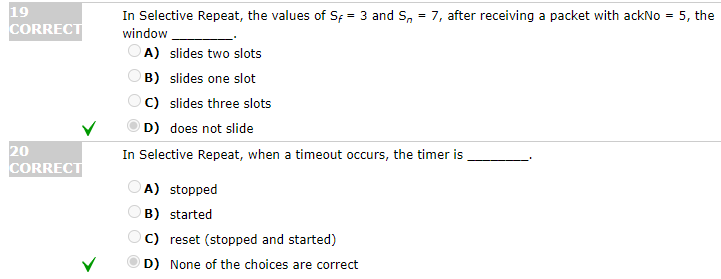 19
CORRECT
In Selective Repeat, the values of Sf = 3 and Sn = 7, after receiving a packet with ackNo = 5, the
window ________.
A) slides two slots
B) slides one slot
C) slides three slots
D) does not slide
20
CORRECT
In Selective Repeat, when a timeout occurs, the timer is ________.
A) stopped
B) started
C) reset (stopped and started)
D) None of the choices are correct